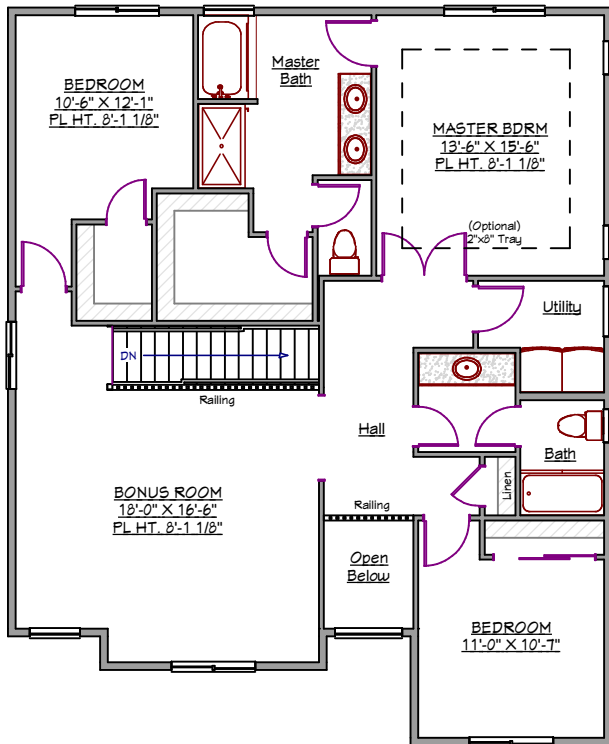 BEDROOM
10'-6" X 12'-1"
PL HT. 8'-1 1/8"
Master
Bath
MASTER BDRM
13'-6" X 15'-6"
PL HT. 8'-1 1/8"
(Optional)
2"x8" Tray
Utility
DN
Railing
Hall
Bath
Linen
BONUS ROOM
18'-0" X 16'-6"
PL HT. 8'-1 1/8"
Railing
Open
Below
BEDROOM
11'-0" X 10'-7"